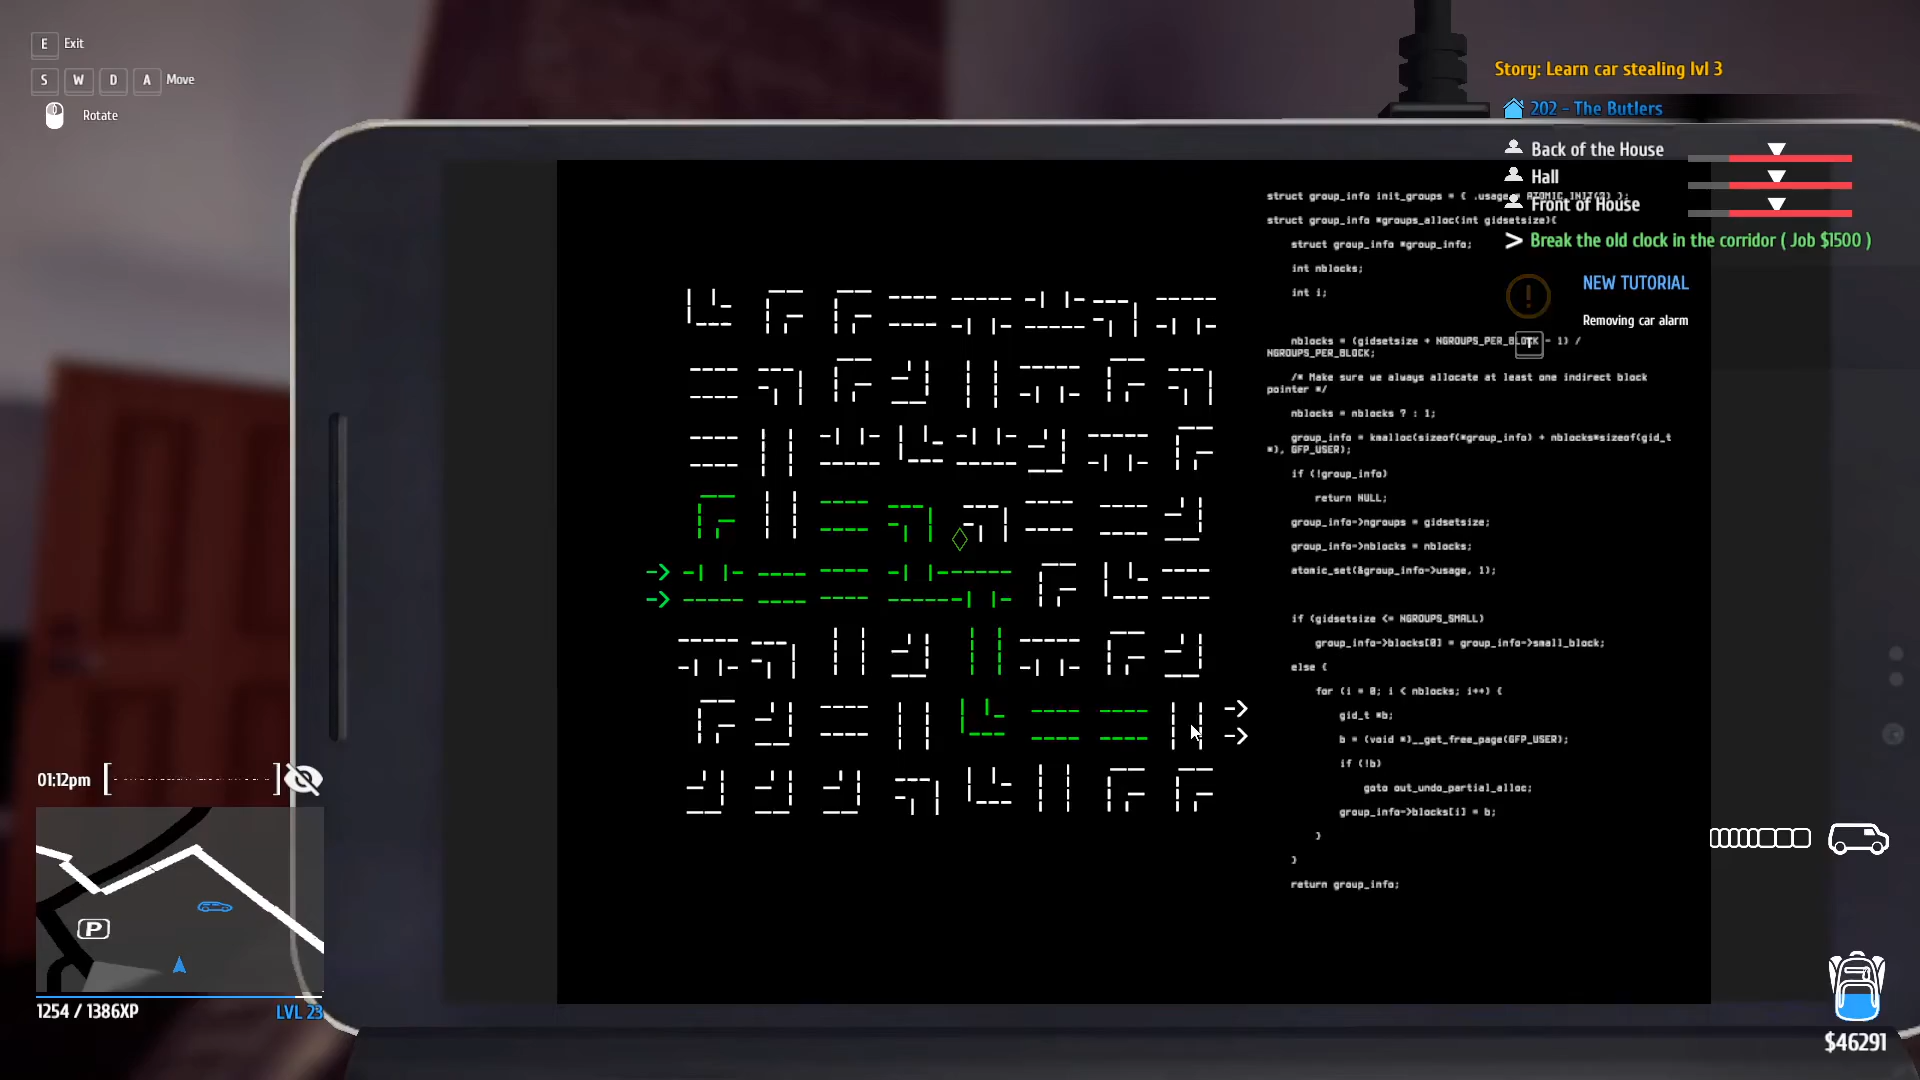 E Exit
S W D A Move
Rotate
Story: Learn car stealing lvl 3
202 - The Butlers
Back of the House
Hall
Front of House
> Break the old clock in the corridor ( Job $1500 )
NEW TUTORIAL
Removing car alarm
T
struct group_info init_groups = { .usage = ATOMIC_INIT(2) };
struct group_info *groups_alloc(int gidsetsize){
struct group_info *group_info;
int nblocks;
int i;
nblocks = (gidsetsize + NGROUPS_PER_BLOCK - 1) /
NGROUPS_PER_BLOCK;
/* Make sure we always allocate at least one indirect block
pointer */
nblocks = nblocks ? : 1;
group_info = kmalloc(sizeof(*group_info) + nblocks*sizeof(gid_t
*), GFP_USER);
if (!group_info)
return NULL;
group_info->ngroups = gidsetsize;
group_info->nblocks = nblocks;
atomic_set(&group_info->usage, 1);
if (gidsetsize <= NGROUPS_SMALL)
group_info->blocks[0] = group_info->small_block;
else {
for (i = 0; i < nblocks; i++) {
gid_t *b;
b = (void *)__get_free_page(GFP_USER);
if (!b)
goto out_undo_partial_alloc;
group_info->blocks[i] = b;
}
}
return group_info;
01:12pm
P
1254 / 1386XP
LVL 23
$46291